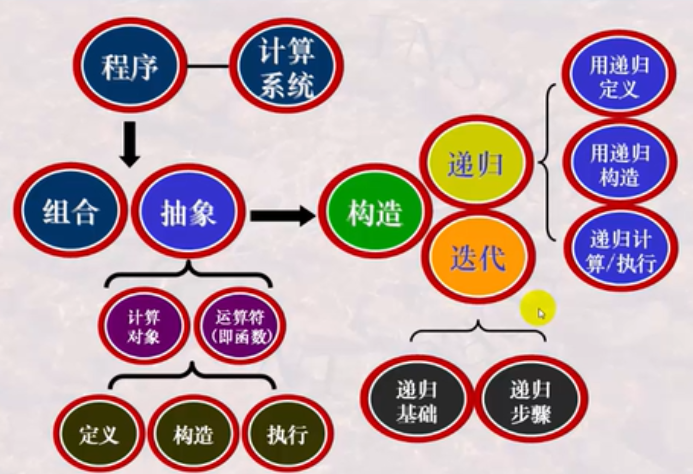 程序
计算
系统
组合
抽象
构造
递归
迭代
用递归
定义
用递归
构造
递归计
算/执行
计算
对象
运算符
(即函数)
定义
构造
执行
递归
基础
递归
步骤